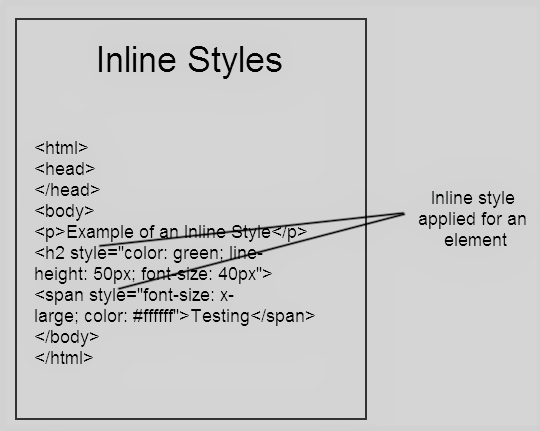 Inline Styles
<html>
<head>
</head>
<body>
<p>Example of an Inline Style</p>
<h2 style="color: green; line-
height: 50px; font-size: 40px">
<span style="font-size: x-
large; color: #ffffff">Testing</span>
</body>
</html>
Inline style
applied for an
element